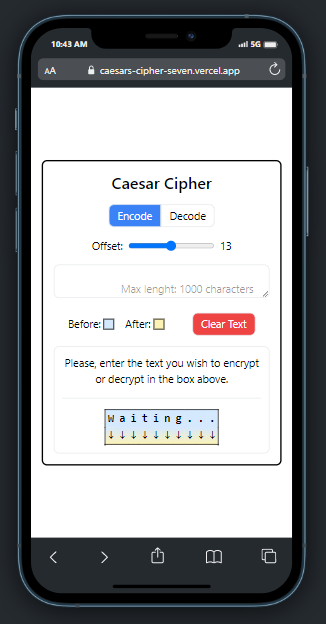 10:43 AM
5G
AA
caesars-cipher-seven.vercel.app
Caesar Cipher
Encode Decode
Offset: 13
Max lenght: 1000 characters
Before: After: Clear Text
Please, enter the text you wish to encrypt
or decrypt in the box above.
Waiting...
↓↓↓↓↓↓↓↓↓↓